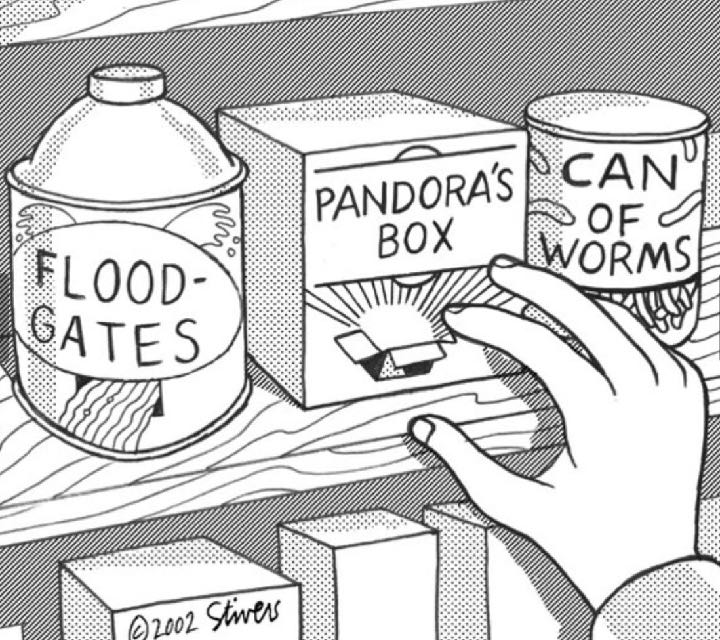 FLOOD-
GATES
PANDORA'S
BOX
CAN
OF
WORMS
©2002 Stivers